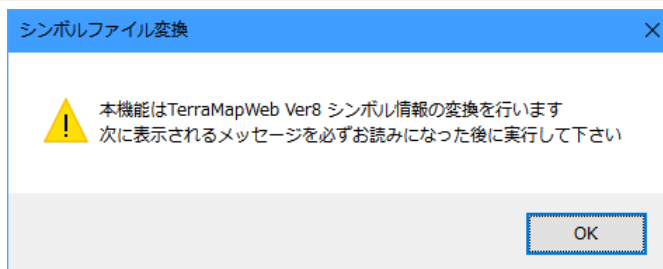 シンボルファイル変換
本機能はTerraMapWeb Ver8 シンボル情報の変換を行います
次に表示されるメッセージを必ずお読みになった後に実行して下さい
OK